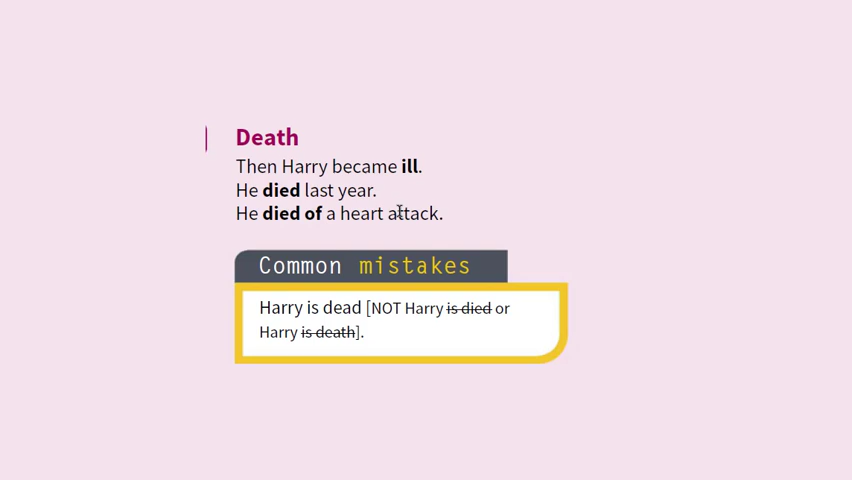 Death
Then Harry became ill.
He died last year.
He died of a heart attack.
Common mistakes
Harry is dead [NOT Harry is died or
Harry is death].